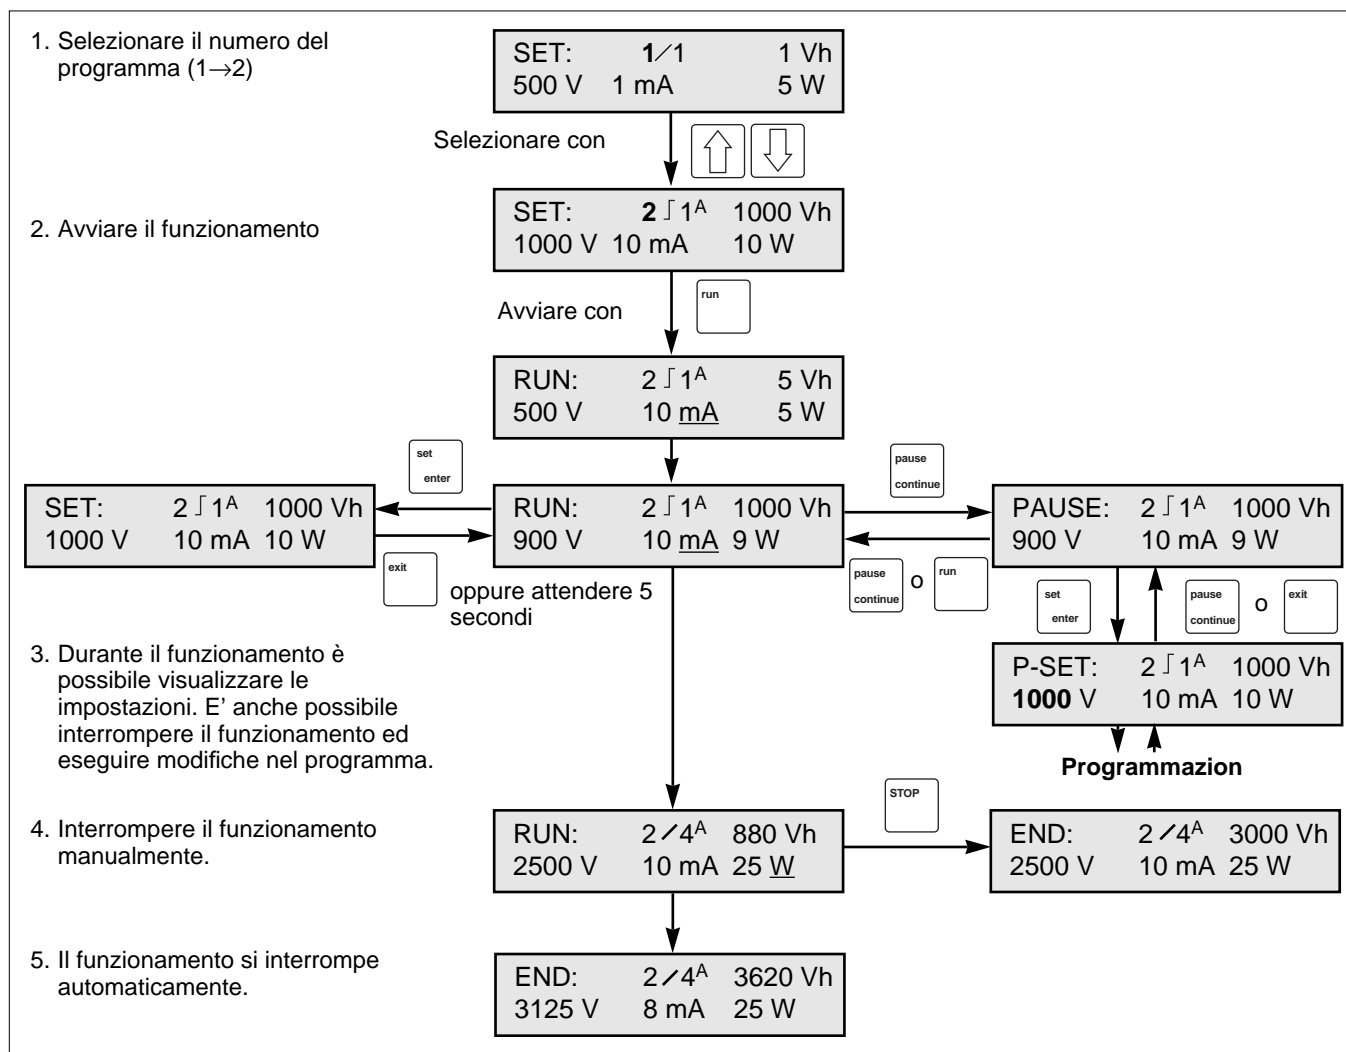 1. Selezionare il numero del
programma (1→2)
SET: 1/1 1 Vh
500 V 1 mA 5 W
Selezionare con
2. Avviare il funzionamento
SET: 2 ⌡ 1A 1000 Vh
1000 V 10 mA 10 W
Avviare con
run
RUN: 2 ⌡ 1A 5 Vh
500 V 10 mA 5 W
set
enter
pause
continue
SET: 2 ⌡ 1A 1000 Vh
1000 V 10 mA 10 W
RUN: 2 ⌡ 1A 1000 Vh
900 V 10 mA 9 W
PAUSE: 2 ⌡ 1A 1000 Vh
900 V 10 mA 9 W
exit
oppure attendere 5
secondi
pause
continue
o
run
set
enter
pause
continue
o
exit
3. Durante il funzionamento è
possibile visualizzare le
impostazioni. E' anche possibile
interrompere il funzionamento ed
eseguire modifiche nel programma.
P-SET: 2 ⌡ 1A 1000 Vh
1000 V 10 mA 10 W
Programmazion
4. Interrompere il funzionamento
manualmente.
RUN: 2/4A 880 Vh
2500 V 10 mA 25 W
STOP
END: 2/4A 3000 Vh
2500 V 10 mA 25 W
5. Il funzionamento si interrompe
automaticamente.
END: 2/4A 3620 Vh
3125 V 8 mA 25 W